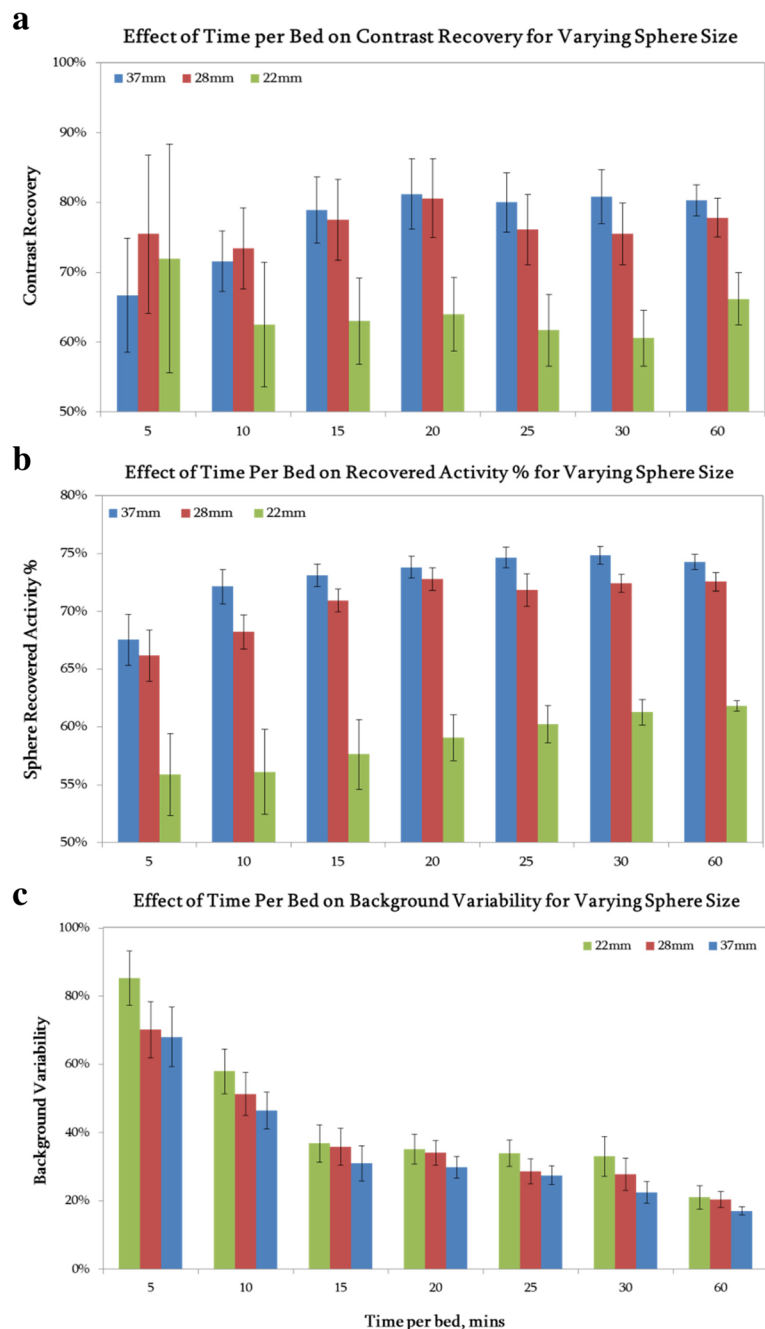 a
Effect of Time per Bed on Contrast Recovery for Varying Sphere Size
100%
90%
80%
70%
60%
50%
Contrast Recovery
37mm 28mm 22mm
5 10 15 20 25 30 60
b
Effect of Time Per Bed on Recovered Activity % for Varying Sphere Size
80%
75%
70%
65%
60%
55%
50%
Sphere Recovered Activity %
37mm 28mm 22mm
5 10 15 20 25 30 60
c
Effect of Time Per Bed on Background Variability for Varying Sphere Size
100%
80%
60%
40%
20%
0%
Background Variability
22mm 28mm 37mm
5 10 15 20 25 30 60
Time per bed, mins